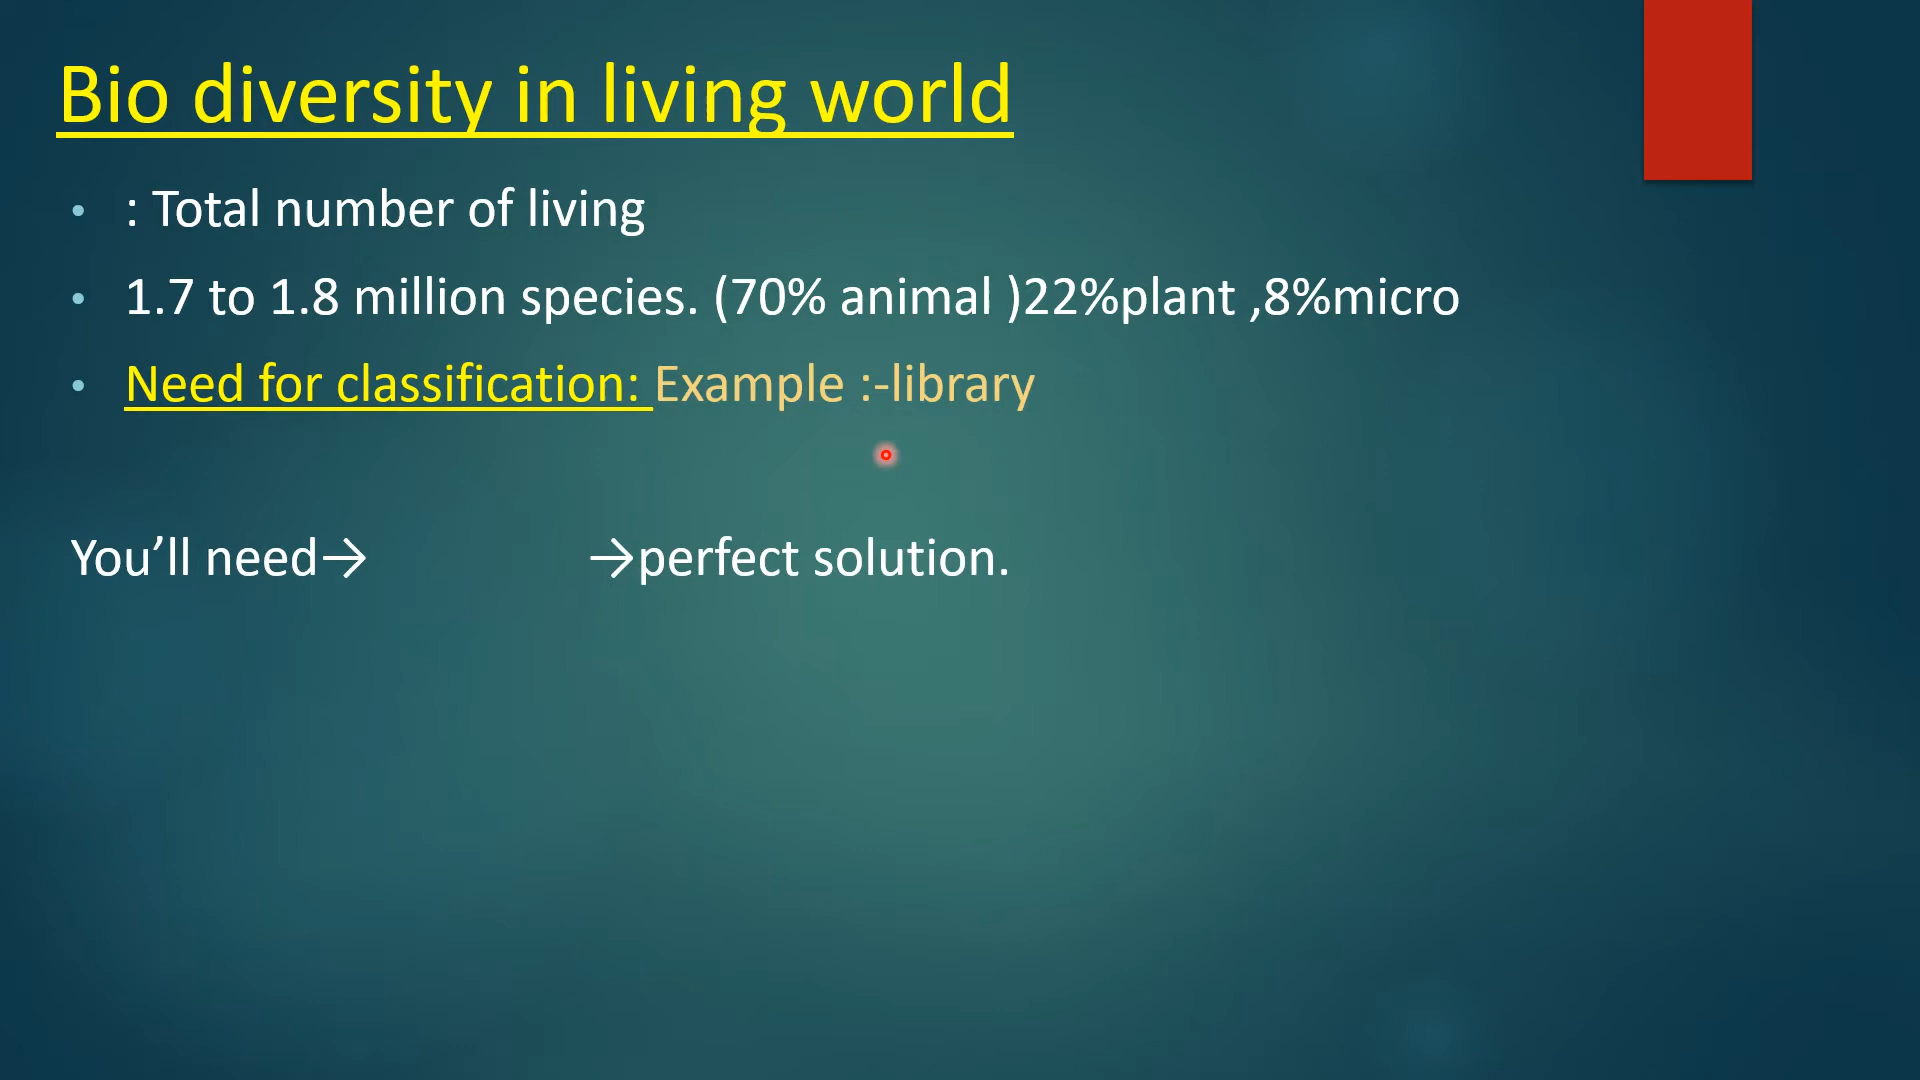 Bio diversity in living world
• : Total number of living
• 1.7 to 1.8 million species. (70% animal )22%plant ,8%micro
• Need for classification: Example :-library
You’ll need→ →perfect solution.